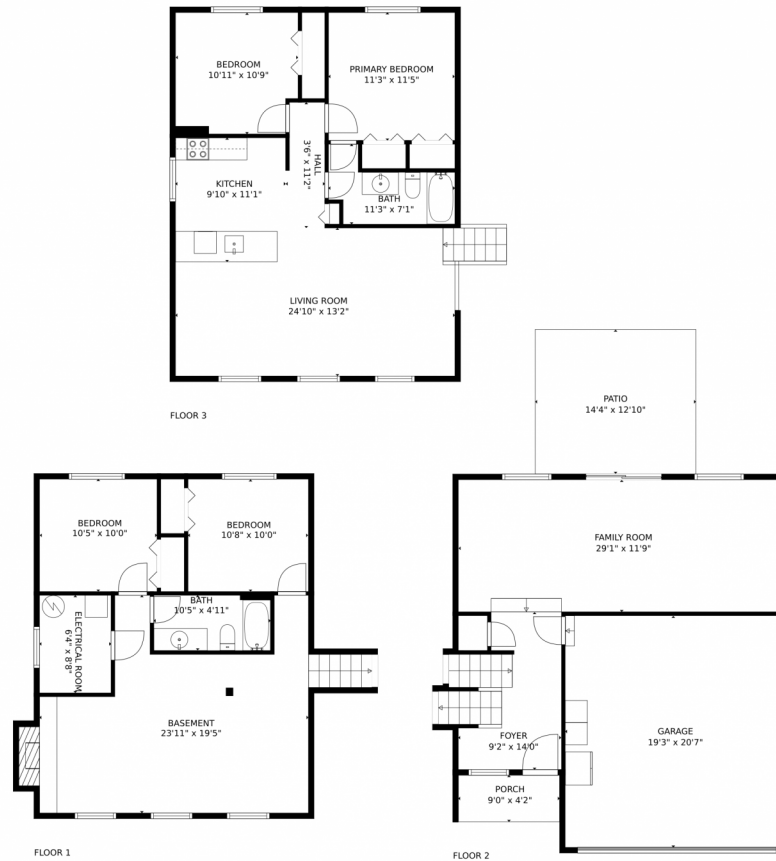 BEDROOM
10'11" x 10'9"
PRIMARY BEDROOM
11'3" x 11'5"
HALL
3'6" x 11'2"
KITCHEN
9'10" x 11'1"
BATH
11'3" x 7'1"
LIVING ROOM
24'10" x 13'2"
FLOOR 3
PATIO
14'4" x 12'10"
BEDROOM
10'5" x 10'0"
BEDROOM
10'8" x 10'0"
BATH
10'5" x 4'11"
ELECTRICAL ROOM
6'4" x 8'8"
BASEMENT
23'11" x 19'5"
FLOOR 1
FAMILY ROOM
29'1" x 11'9"
FOYER
9'2" x 14'0"
GARAGE
19'3" x 20'7"
PORCH
9'0" x 4'2"
FLOOR 2